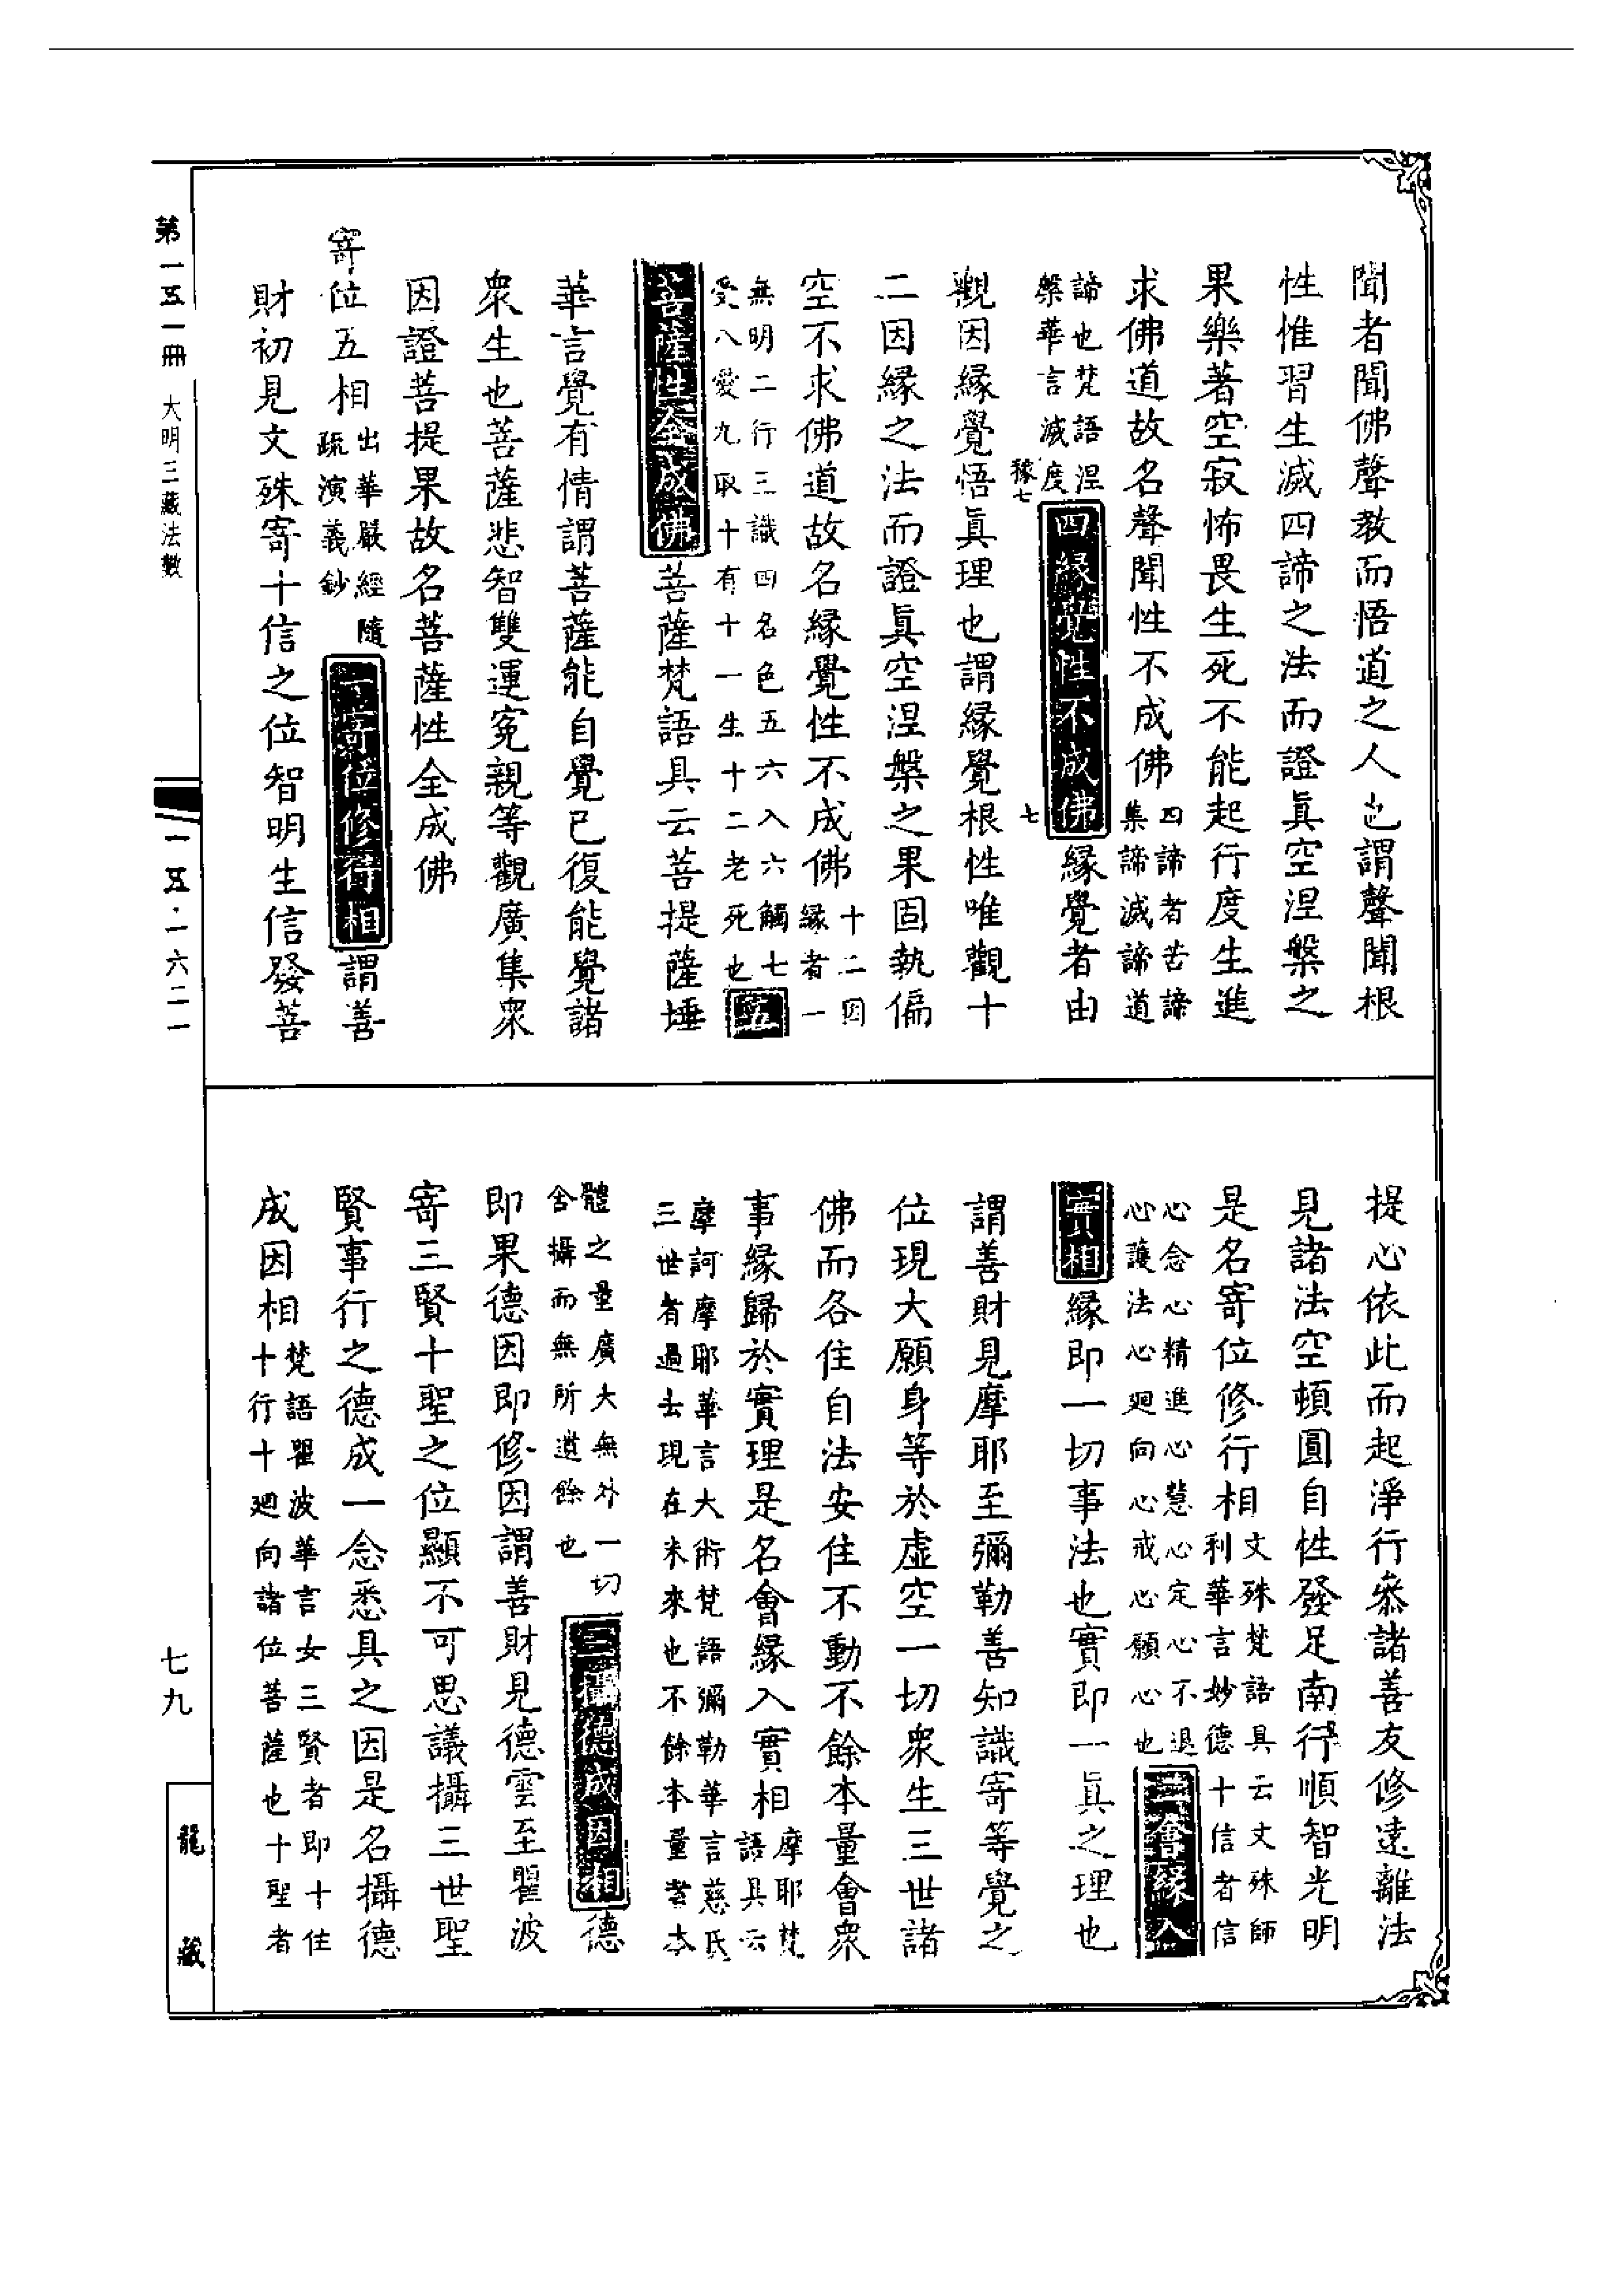 聞者聞佛聲教而悟道之人也謂聲聞根
性惟習生滅四諦之法而證眞空涅槃之
果樂著空寂怖畏生死不能起行度生進
求佛道故名聲聞性不成佛四諦者苦諦集諦滅諦道
諦也梵語涅槃華言滅度四緣覺性不成佛緣覺者由
觀因緣覺悟眞理也謂緣覺根性唯觀十
二因緣之法而證眞空涅槃之果固執偏
空不求佛道故名緣覺性不成佛十二因緣者一
無明二行三識四名色五六入六觸七受八愛九取十有十一生十二老死也五
菩薩性全成佛菩薩梵語具云菩提薩埵
華言覺有情謂菩薩能自覺已復能覺諸
衆生也菩薩悲智雙運冤親等觀廣集衆
因證菩提果故名菩薩性全成佛
寄位五相出華嚴經隨疏演義鈔一寄位修行相謂善
財初見文殊寄十信之位智明生信發菩
豫七
七
提心依此而起淨行叅諸善友修遠離法
見諸法空頓圓自性發足南行順智光明
是名寄位修行相文殊梵語具云文殊師利華言妙德十信者信
心念心精進心慧心定心不退心護法心廻向心戒心願心也二會緣入
實相緣即一切事法也實即一眞之理也
謂善財見摩耶至彌勒善知識寄等覺之
位現大願身等於虛空一切衆生三世諸
佛而各住自法安住不動不餘本量會衆
事緣歸於實理是名會緣入實相摩耶梵語具云
摩訶摩耶華言大術梵語彌勒華言慈氏三世者過去現在未來也不餘本量者本
體之量廣大無外一切含攝而無所遺餘也三攝德成因相德
即果德因即修因謂善財見德雲至瞿波
寄三賢十聖之位顯不可思議攝三世聖
賢事行之德成一念悉具之因是名攝德
成因相梵語瞿波華言女三賢者即十住十行十廻向諸位菩薩也十聖者
第一五一冊 大明三藏法數
一五·一六二一
七九
龍藏